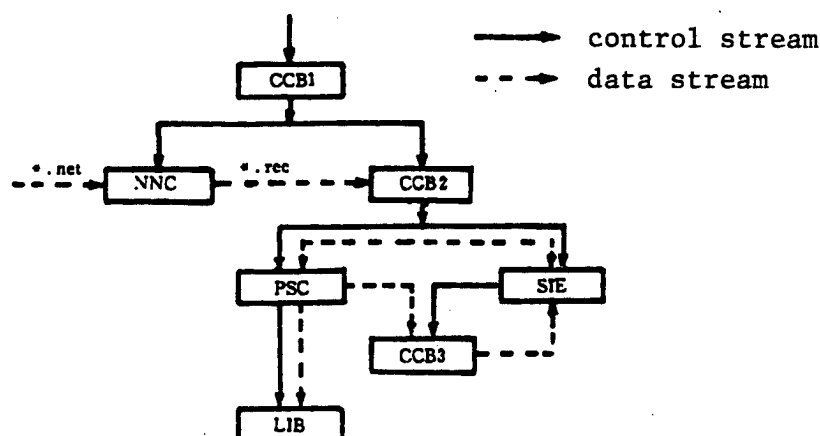 control stream
CCB1
data stream
*.net
NNC
*.rec
CCB2
PSC
SIE
CCB3
LIB